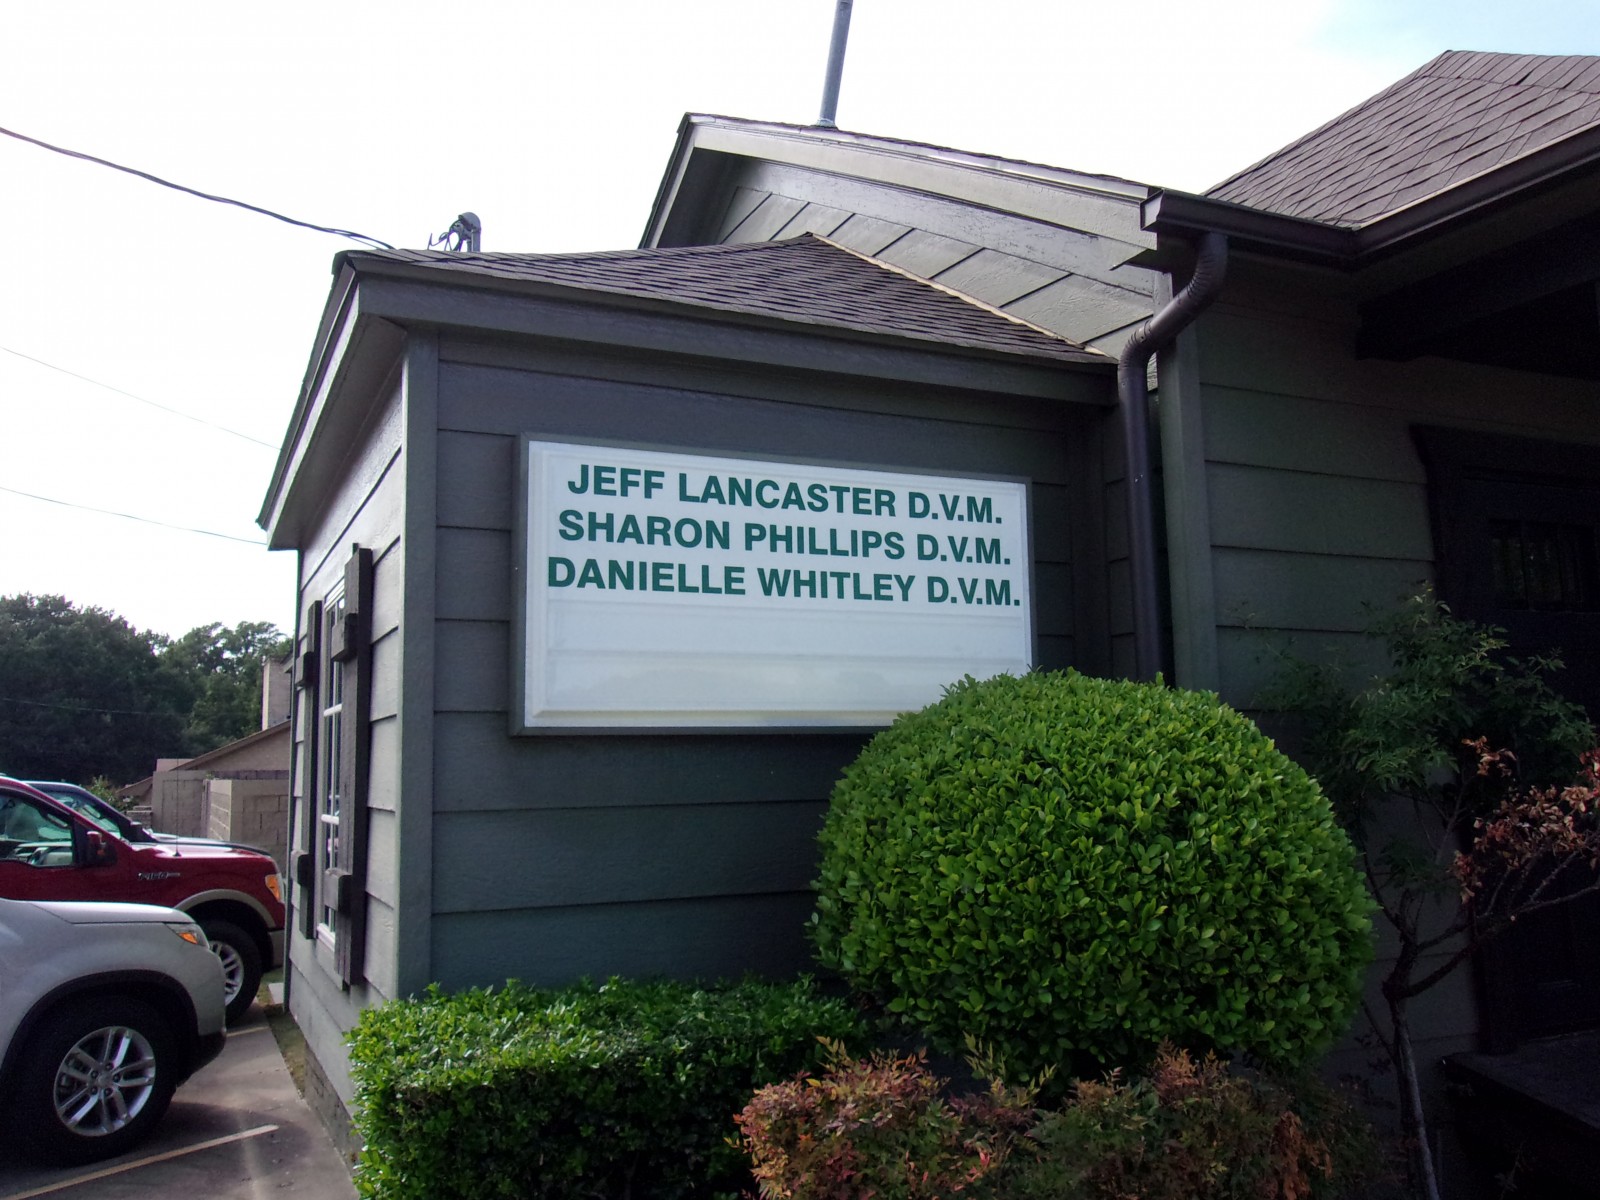 JEFF LANCASTER D.V.M.
SHARON PHILLIPS D.V.M.
DANIELLE WHITLEY D.V.M.